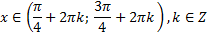 x ∈ (π/4 + 2πk; 3π/4 + 2πk), k ∈ Z